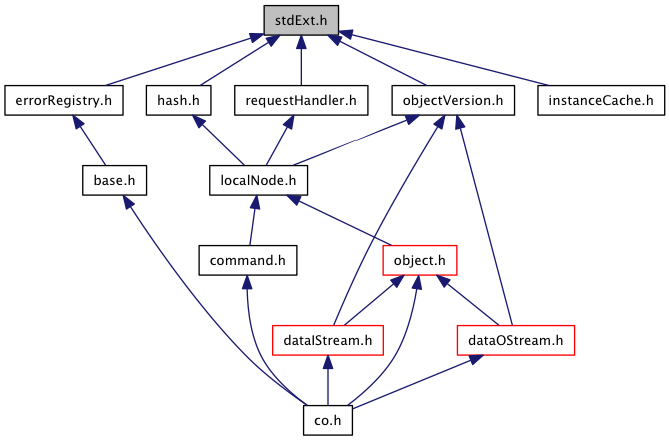 stdExt.h
errorRegistry.h
hash.h
requestHandler.h
objectVersion.h
instanceCache.h
base.h
localNode.h
command.h
object.h
dataIStream.h
dataOStream.h
co.h